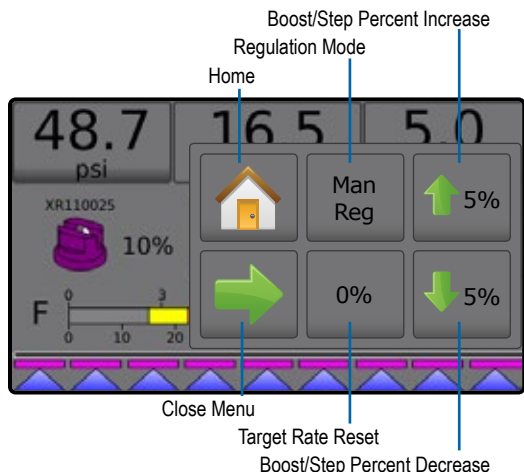 Boost/Step Percent Increase
Regulation Mode
Home
48.7
16.5
5.0
psi
XR110025
10%
F
0
3
0
10
20
Man
Reg
5%
0%
5%
Close Menu
Target Rate Reset
Boost/Step Percent Decrease